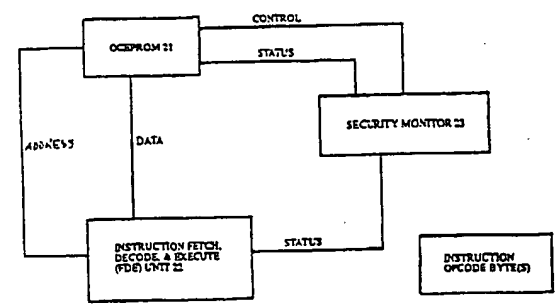 CONTROL
OCEPROM 21
STATUS
SECURITY MONITOR 23
ADDRESS
DATA
INSTRUCTION FETCH,
DECODE, & EXECUTE
(FDE) UNIT 22
STATUS
INSTRUCTION
OPCODE BYTE(S)